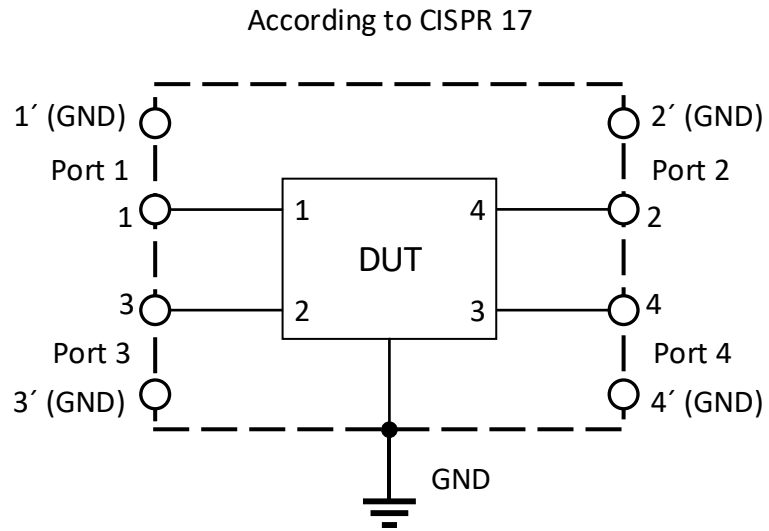 According to CISPR 17
1´ (GND)
2´ (GND)
Port 1
Port 2
1
1
4
2
DUT
3
2
3
4
Port 3
Port 4
3´ (GND)
4´ (GND)
GND